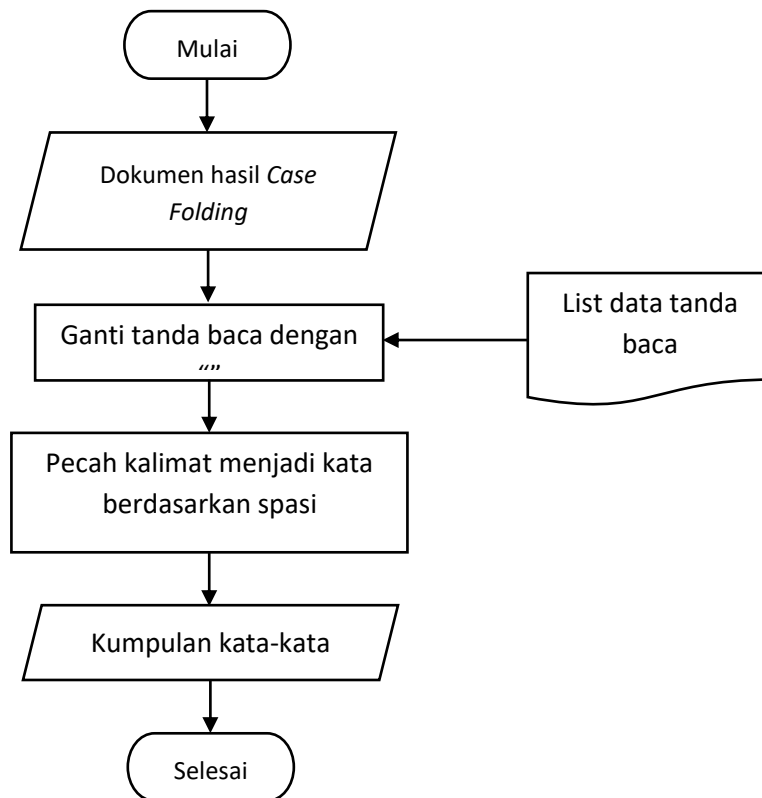 Mulai
Dokumen hasil Case
Folding
Ganti tanda baca dengan
“”
List data tanda
baca
Pecah kalimat menjadi kata
berdasarkan spasi
Kumpulan kata-kata
Selesai